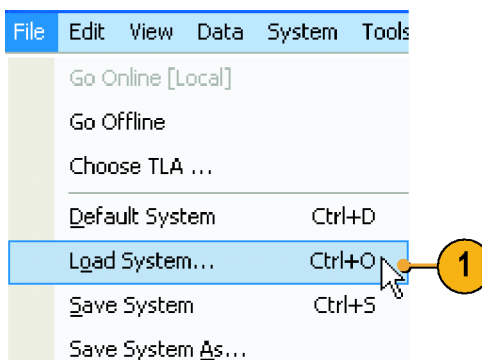 File Edit View Data System Tools
Go Online [Local]
Go Offline
Choose TLA ...
Default System Ctrl+D
Load System... Ctrl+O
1
Save System Ctrl+S
Save System As...